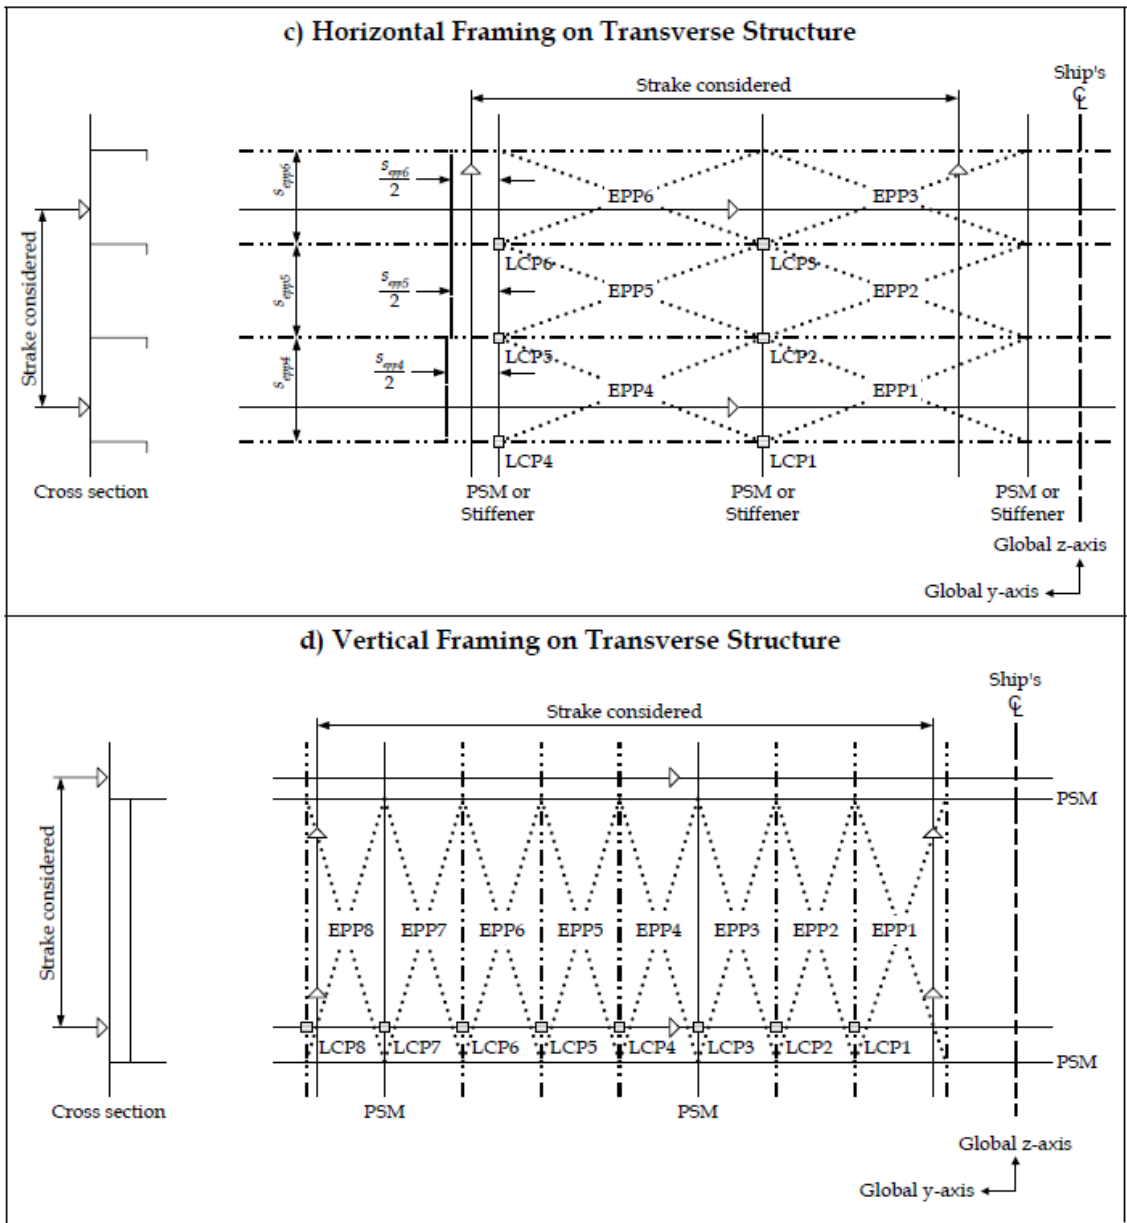 c) Horizontal Framing on Transverse Structure
Ship's
℄
Strake considered
Strake considered
s_epp6
s_epp5
s_epp4
s_epp6
2
s_epp5
2
s_epp4
2
EPP6
EPP3
LCP6
LCP3
EPP5
EPP2
LCP5
LCP2
EPP4
EPP1
LCP4
LCP1
Cross section
PSM or
Stiffener
PSM or
Stiffener
PSM or
Stiffener
Global z-axis
Global y-axis
d) Vertical Framing on Transverse Structure
Ship's
℄
Strake considered
Strake considered
PSM
EPP8 EPP7 EPP6 EPP5 EPP4 EPP3 EPP2 EPP1
LCP8 LCP7 LCP6 LCP5 LCP4 LCP3 LCP2 LCP1
PSM
Cross section
PSM
PSM
Global z-axis
Global y-axis